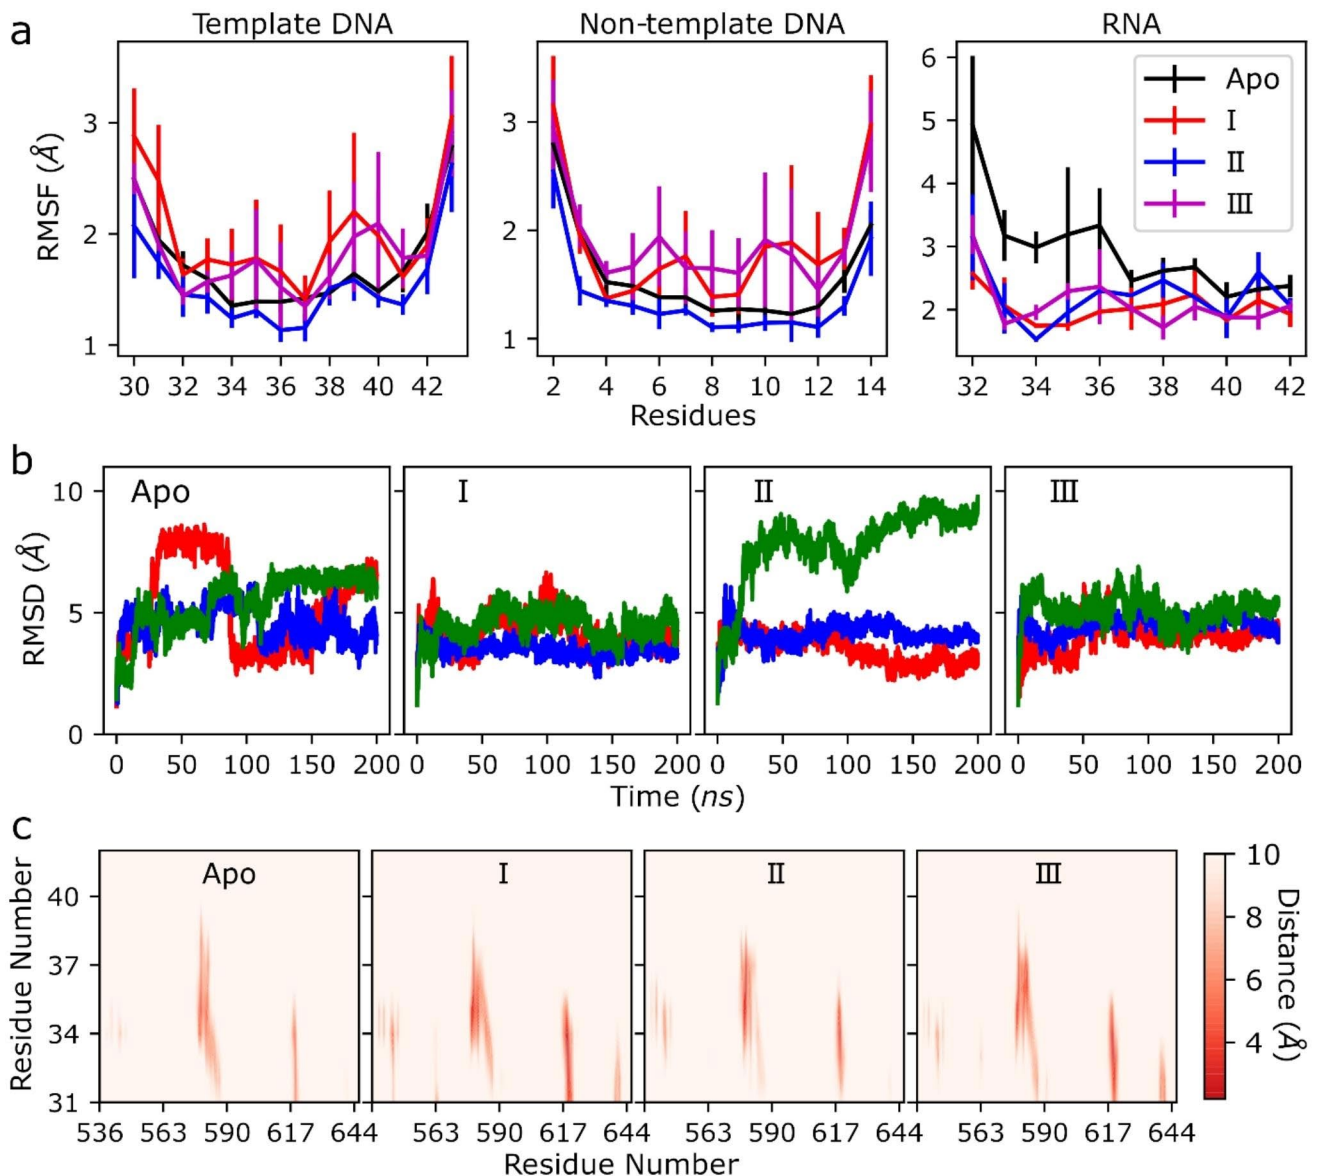 a
Template DNA
Non-template DNA
RNA
RMSF (Å)
3
2
1
3
2
1
6
5
4
3
2
Apo
I
II
III
30 32 34 36 38 40 42
2 4 6 8 10 12 14
32 34 36 38 40 42
Residues
b
RMSD (Å)
10
5
0
Apo
I
II
III
0 50 100 150 200
0 50 100 150 200
0 50 100 150 200
0 50 100 150 200
Time (ns)
c
Residue Number
40
37
34
31
Apo
I
II
III
536 563 590 617 644
563 590 617 644
563 590 617 644
563 590 617 644
Residue Number
10
8
6
4
Distance (Å)